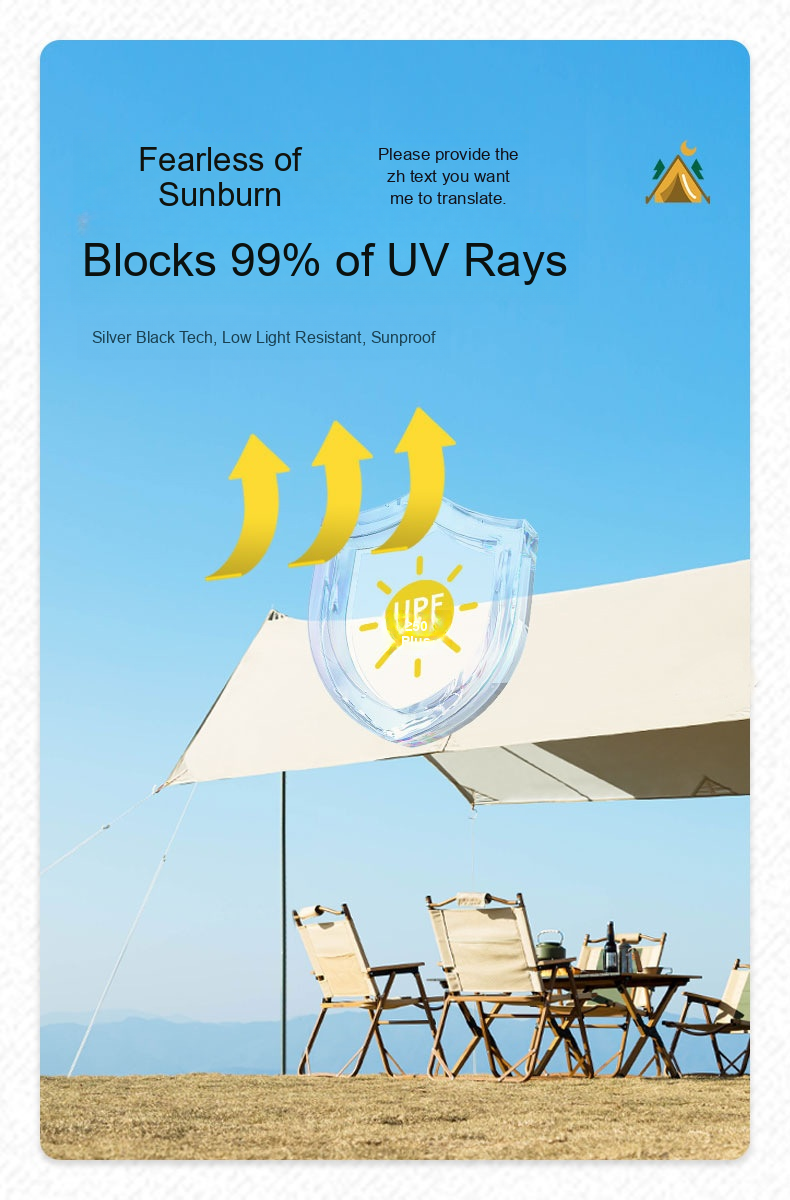 Fearless of
Sunburn
Please provide the
zh text you want
me to translate.
Blocks 99% of UV Rays
Silver Black Tech, Low Light Resistant, Sunproof
UPF
Plus